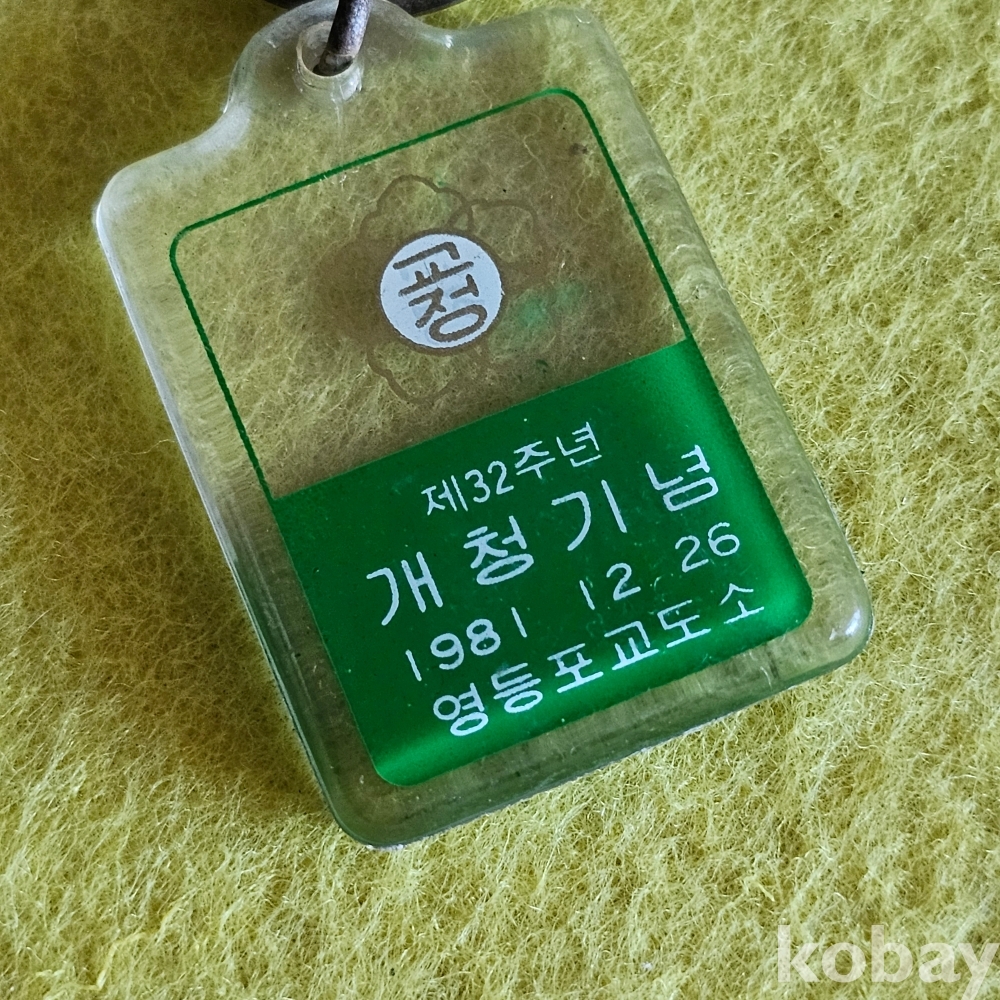 교정
제32주년
개청기념
1981 12 26
영등포교도소
kobay